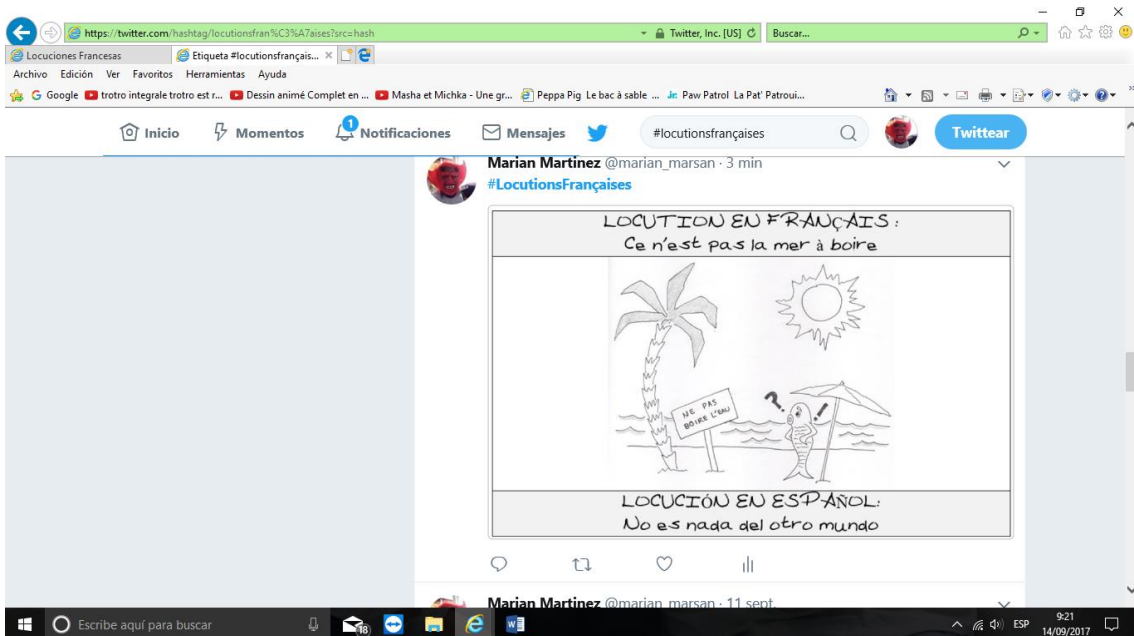 https://twitter.com/hashtag/locutionsfran%C3%A7aises?src=hash
Twitter, Inc. [US]
Buscar...
Locuciones Francesas
Etiqueta #locutionsfrançais...
Archivo Edición Ver Favoritos Herramientas Ayuda
Google trotro integrale trotro est r... Dessin animé Complet en ... Masha et Michka - Une gr... Peppa Pig Le bac à sable ... Jr. Paw Patrol La Pat' Patroui...
Inicio Momentos 1 Notificaciones Mensajes #locutionsfrançaises Twittear
Marian Martinez @marian_marsan · 3 min
#LocutionsFrançaises
LOCUTION EN FRANÇAIS:
Ce n'est pas la mer à boire
NE PAS
BOIRE L'EAU
? !
LOCUCIÓN EN ESPAÑOL:
No es nada del otro mundo
Marian Martinez @marian_marsan · 11 sept.
Escribe aquí para buscar
18
ESP
9:21
14/09/2017